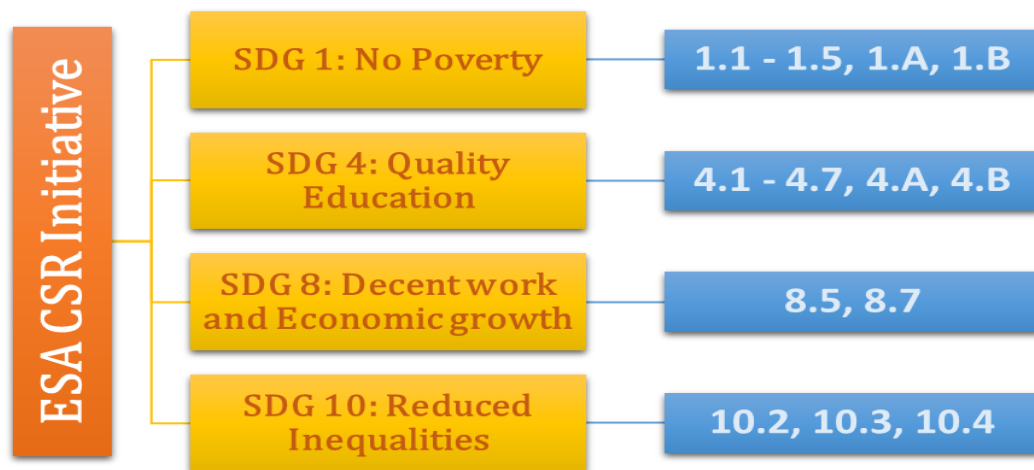 ESA CSR Initiative
SDG 1: No Poverty
1.1 - 1.5, 1.A, 1.B
SDG 4: Quality
Education
4.1 - 4.7, 4.A, 4.B
SDG 8: Decent work
and Economic growth
8.5, 8.7
SDG 10: Reduced
Inequalities
10.2, 10.3, 10.4